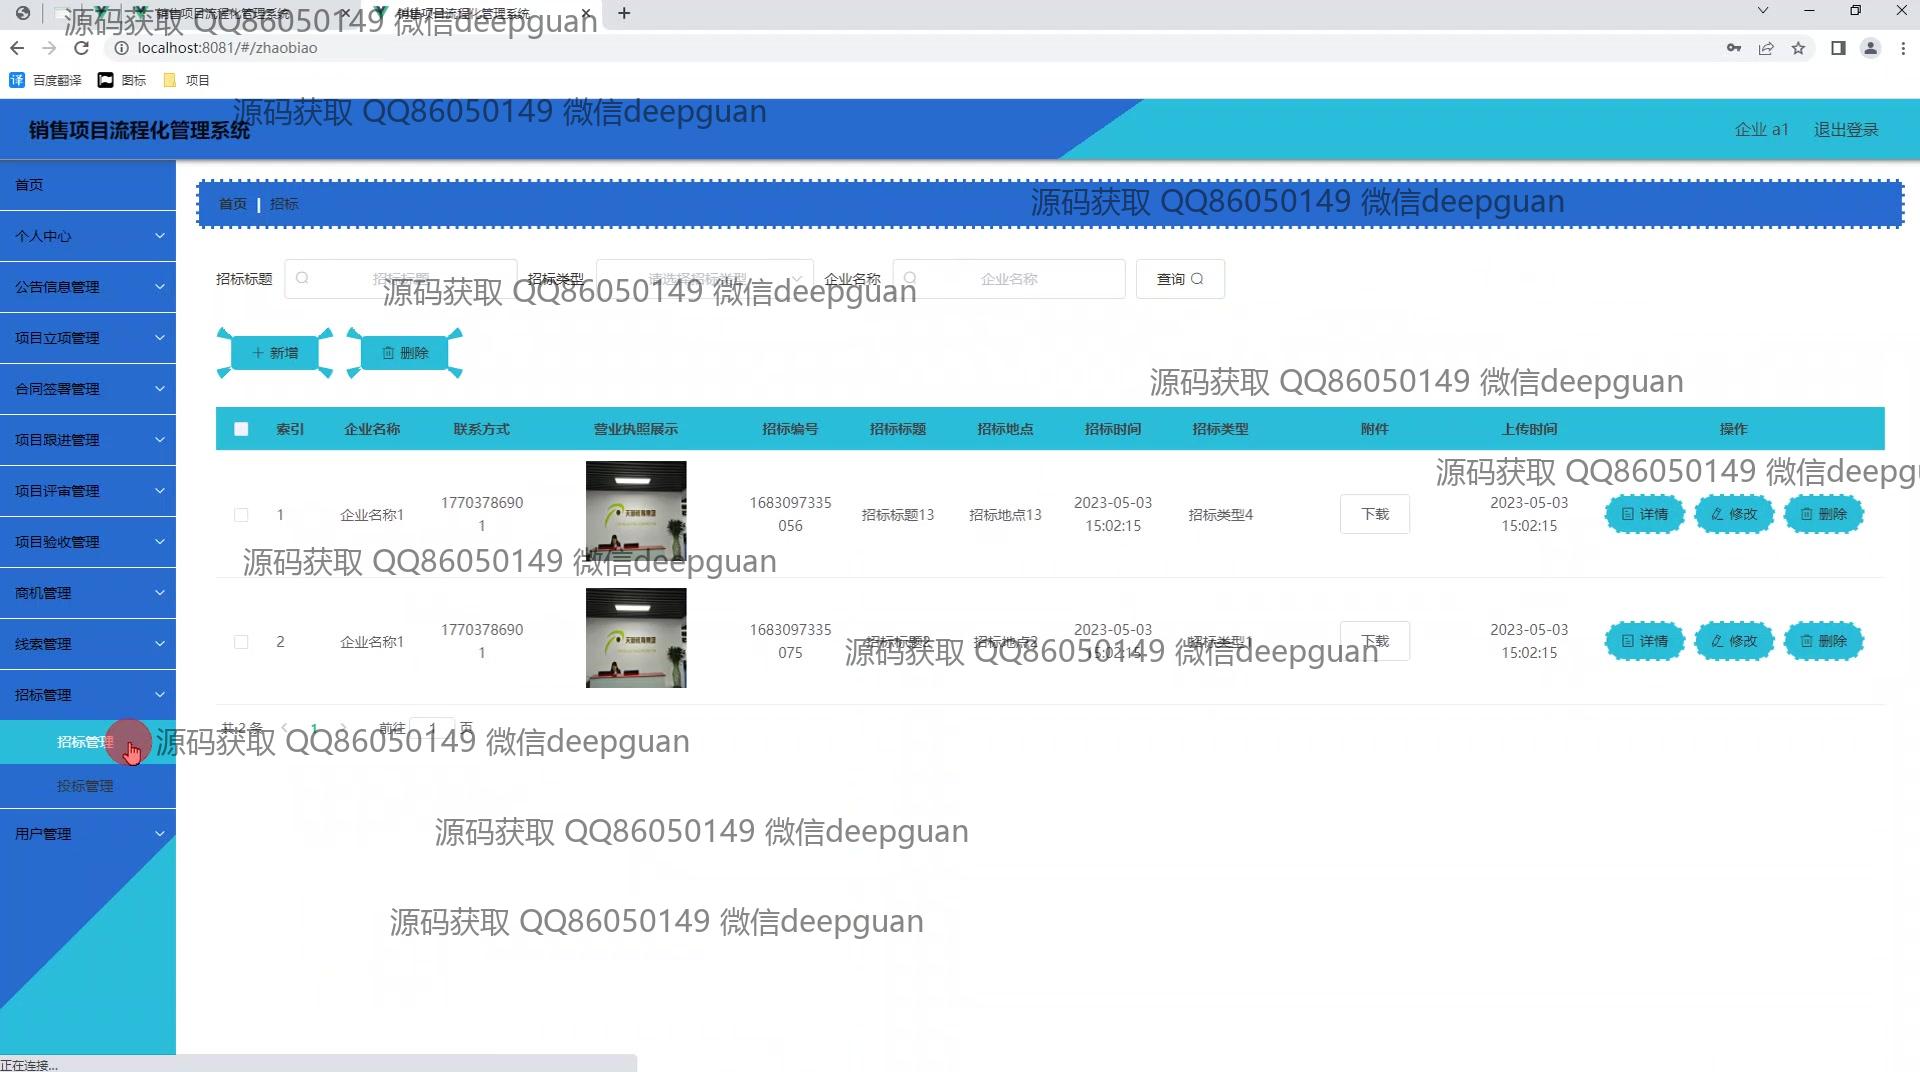 销售项目流程化管理系统
销售项目流程化管理系统
源码获取 QQ86050149 微信deepguan
localhost:8081/#/zhaobiao
百度翻译 图标 项目
源码获取 QQ86050149 微信deepguan
销售项目流程化管理系统
企业 a1 退出登录
首页
个人中心
公告信息管理
项目立项管理
合同签署管理
项目跟进管理
项目评审管理
项目验收管理
商机管理
线索管理
招标管理
招标管理
投标管理
用户管理
首页 招标
源码获取 QQ86050149 微信deepguan
招标标题 招标标题 招标类型 请选择招标类型 企业名称 企业名称 查询
源码获取 QQ86050149 微信deepguan
新增 删除
源码获取 QQ86050149 微信deepguan
索引 企业名称 联系方式 营业执照展示 招标编号 招标标题 招标地点 招标时间 招标类型 附件 上传时间 操作
源码获取 QQ86050149 微信deepg
1 企业名称1 1770378690
1 1683097335
056 招标标题13 招标地点13 2023-05-03
15:02:15 招标类型4 下载 2023-05-03
15:02:15 详情 修改 删除
源码获取 QQ86050149 微信deepguan
2 企业名称1 1770378690
1 1683097335
075 招标标题2 招标地点2 2023-05-03
15:02:15 招标类型1 下载 2023-05-03
15:02:15 详情 修改 删除
源码获取 QQ86050149 微信deepguan
共 2 条 1 前往 1 页
源码获取 QQ86050149 微信deepguan
源码获取 QQ86050149 微信deepguan
源码获取 QQ86050149 微信deepguan
正在连接...